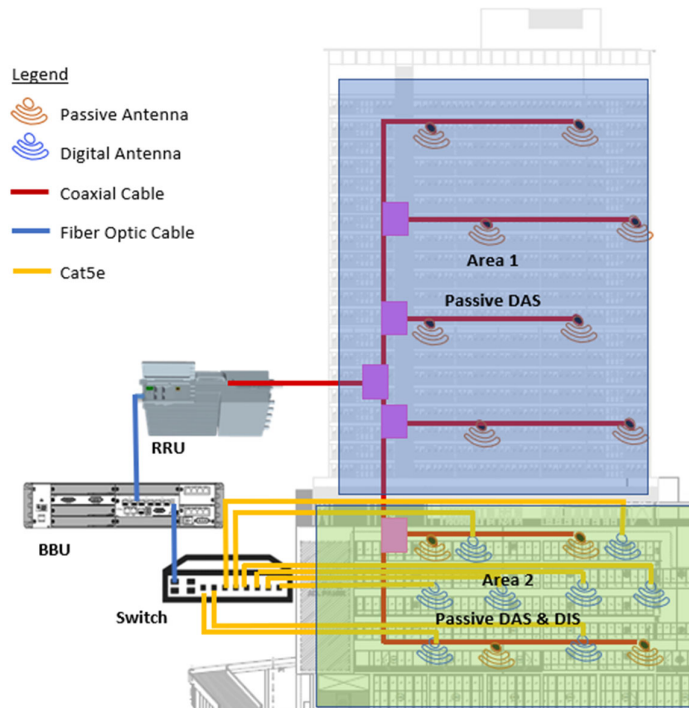 Legend
Passive Antenna
Digital Antenna
Coaxial Cable
Fiber Optic Cable
Cat5e
Area 1
Passive DAS
RRU
BBU
Area 2
Switch
Passive DAS & DIS